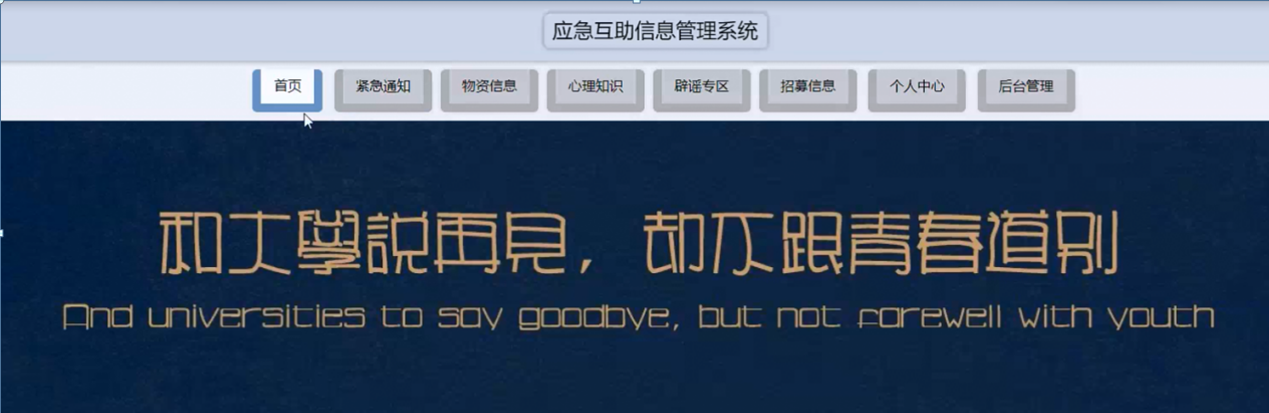 应急互助信息管理系统
首页 紧急通知 物资信息 心理知识 辟谣专区 招募信息 个人中心 后台管理
和大學説再見，却不跟青春道别
And universities to say goodbye, but not farewell with youth